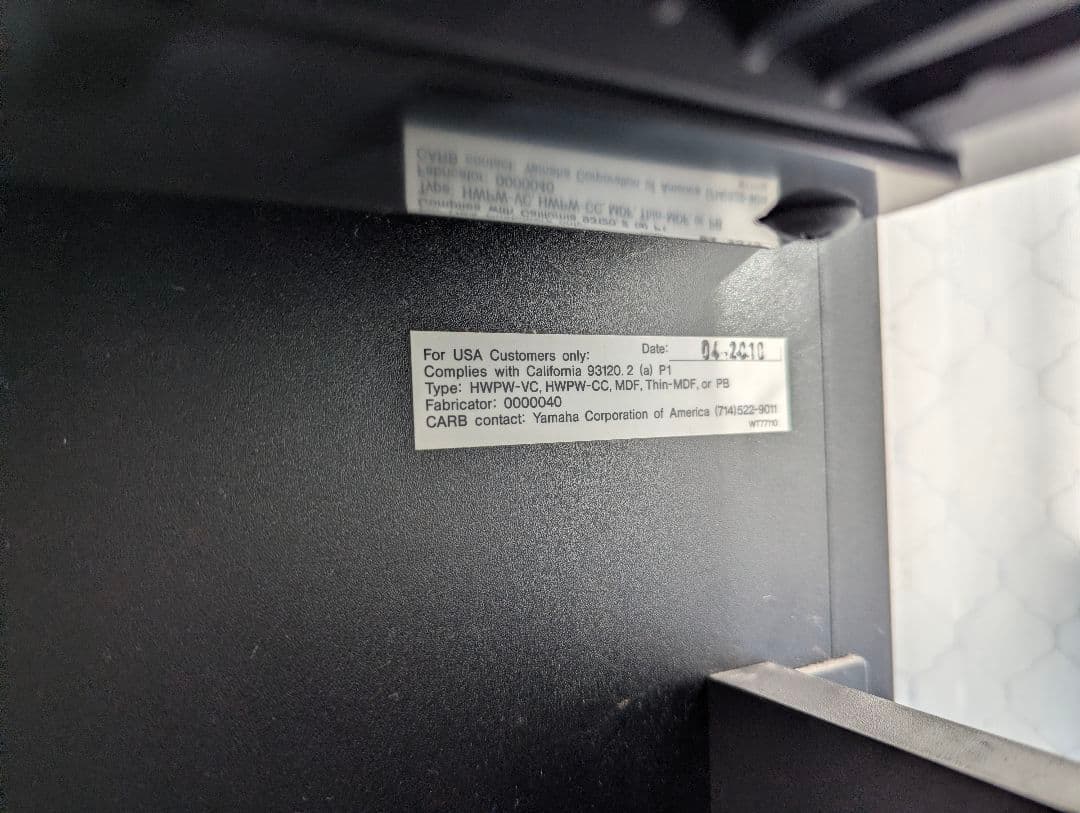 For USA Customers only: Date: 04.2010
Complies with California 93120. 2 (a) P1
Type: HWPW-VC, HWPW-CC, MDF, Thin-MDF, or PB
Fabricator: 0000040
CARB contact: Yamaha Corporation of America (714)522-9011
WT77110